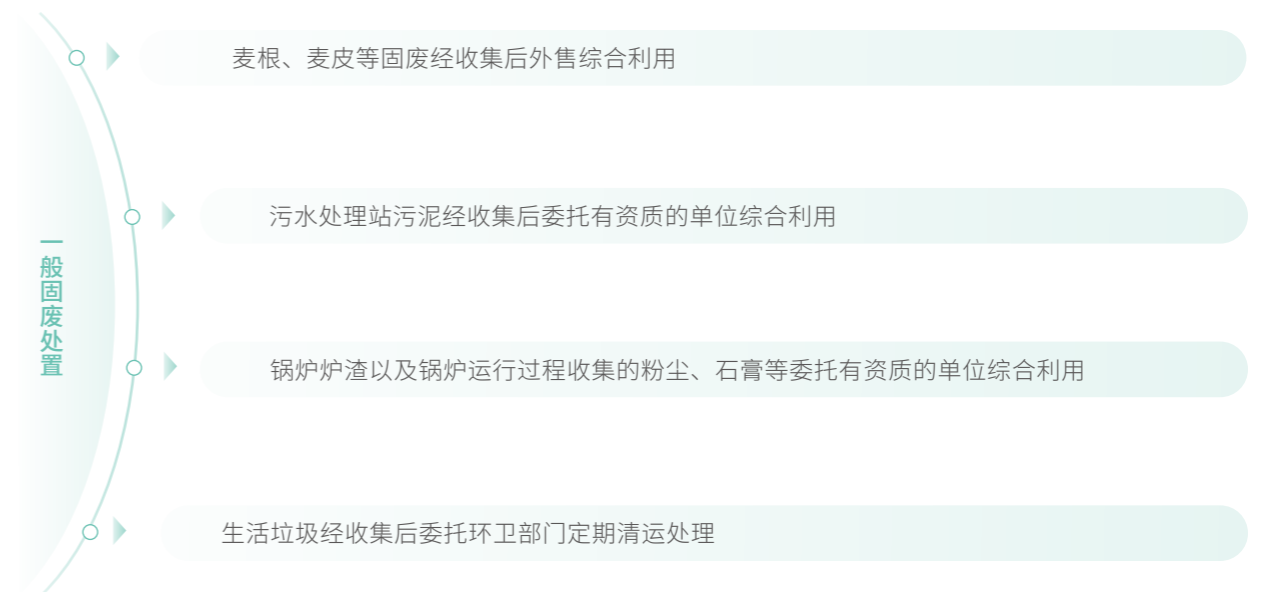 一般固废处置
麦根、麦皮等固废经收集后外售综合利用
污水处理站污泥经收集后委托有资质的单位综合利用
锅炉炉渣以及锅炉运行过程收集的粉尘、石膏等委托有资质的单位综合利用
生活垃圾经收集后委托环卫部门定期清运处理